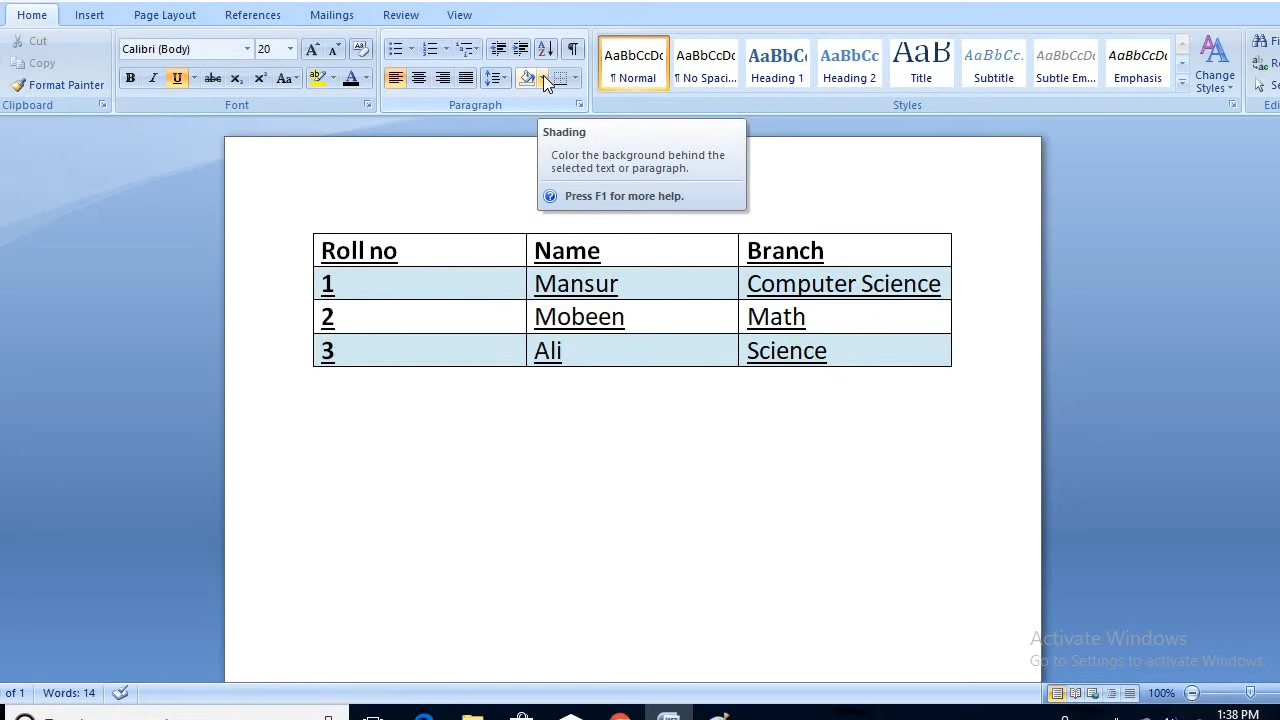 Home Insert Page Layout References Mailings Review View
Cut
Copy
Format Painter
Clipboard
Calibri (Body) 20
B I U abc x₂ x² Aa
Font
Paragraph
AaBbCcDc AaBbCcDc AaBbC AaBbCc AaB AaBbCc. AaBbCcDc AaBbCcDc
¶ Normal ¶ No Spaci... Heading 1 Heading 2 Title Subtitle Subtle Em... Emphasis
Change
Styles
Styles
Shading
Color the background behind the
selected text or paragraph.
Press F1 for more help.
Roll no Name Branch
1 Mansur Computer Science
2 Mobeen Math
3 Ali Science
Activate Windows
Go to Settings to activate Windows.
of 1 Words: 14 100%
1:38 PM